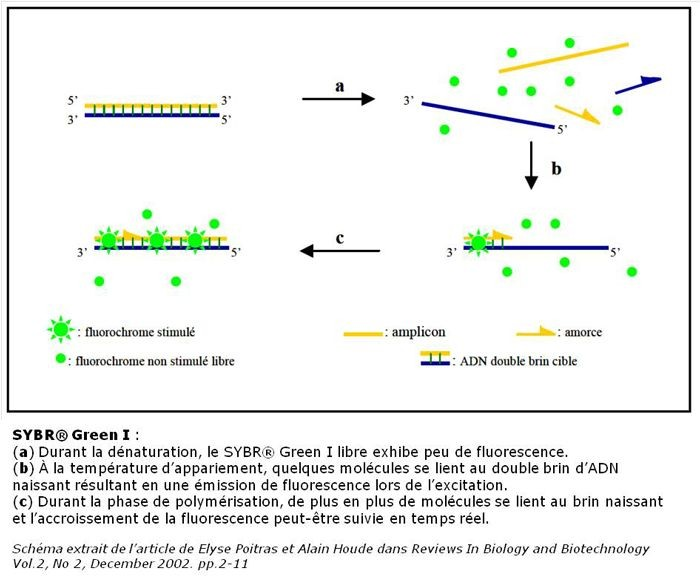 a
5' 3'
3' 5'
3'
5'
b
c
3' 5'
3' 5'
: fluorochrome stimulé
: amplicon
: amorce
: fluorochrome non stimulé libre
: ADN double brin cible
SYBR® Green I :
(a) Durant la dénaturation, le SYBR® Green I libre exhibe peu de fluorescence.
(b) À la température d'appariement, quelques molécules se lient au double brin d'ADN
naissant résultant en une émission de fluorescence lors de l'excitation.
(c) Durant la phase de polymérisation, de plus en plus de molécules se lient au brin naissant
et l'accroissement de la fluorescence peut-être suivie en temps réel.
Schéma extrait de l'article de Elyse Poitras et Alain Houde dans Reviews In Biology and Biotechnology
Vol.2, No 2, December 2002. pp.2-11